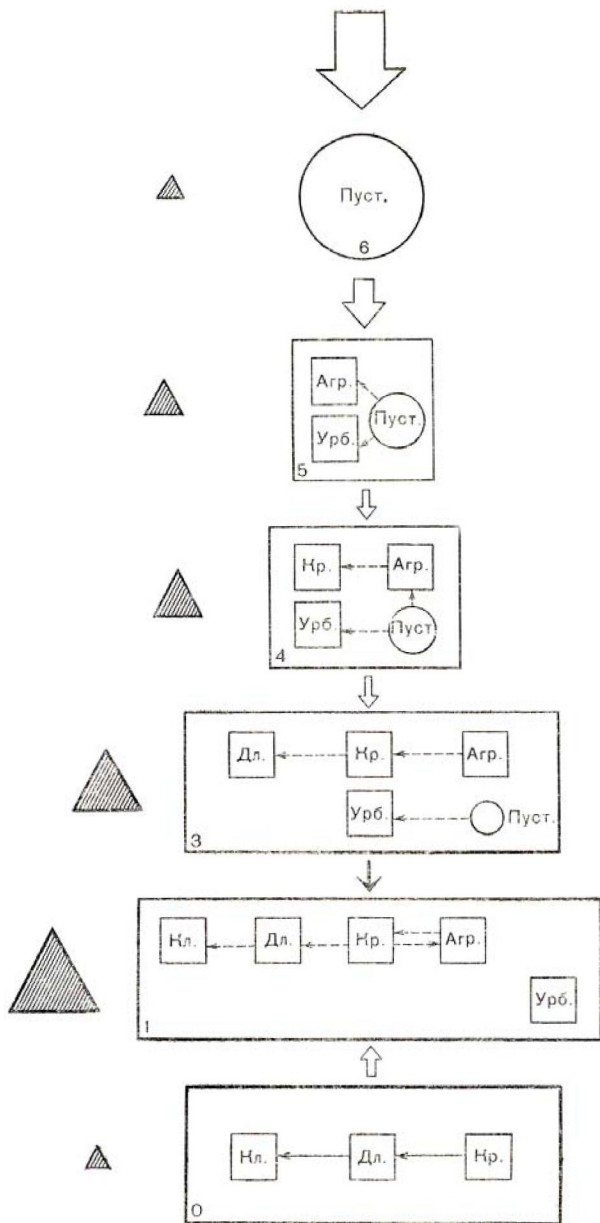 Пуст.
6
Агр.
Пуст.
Урб.
5
Кр.
Агр.
Урб.
Пуст
4
Дл.
Кр.
Агр.
Урб.
Пуст.
3
Кл.
Дл.
Кр.
Агр.
Урб.
1
Кл.
Дл.
Кр.
0